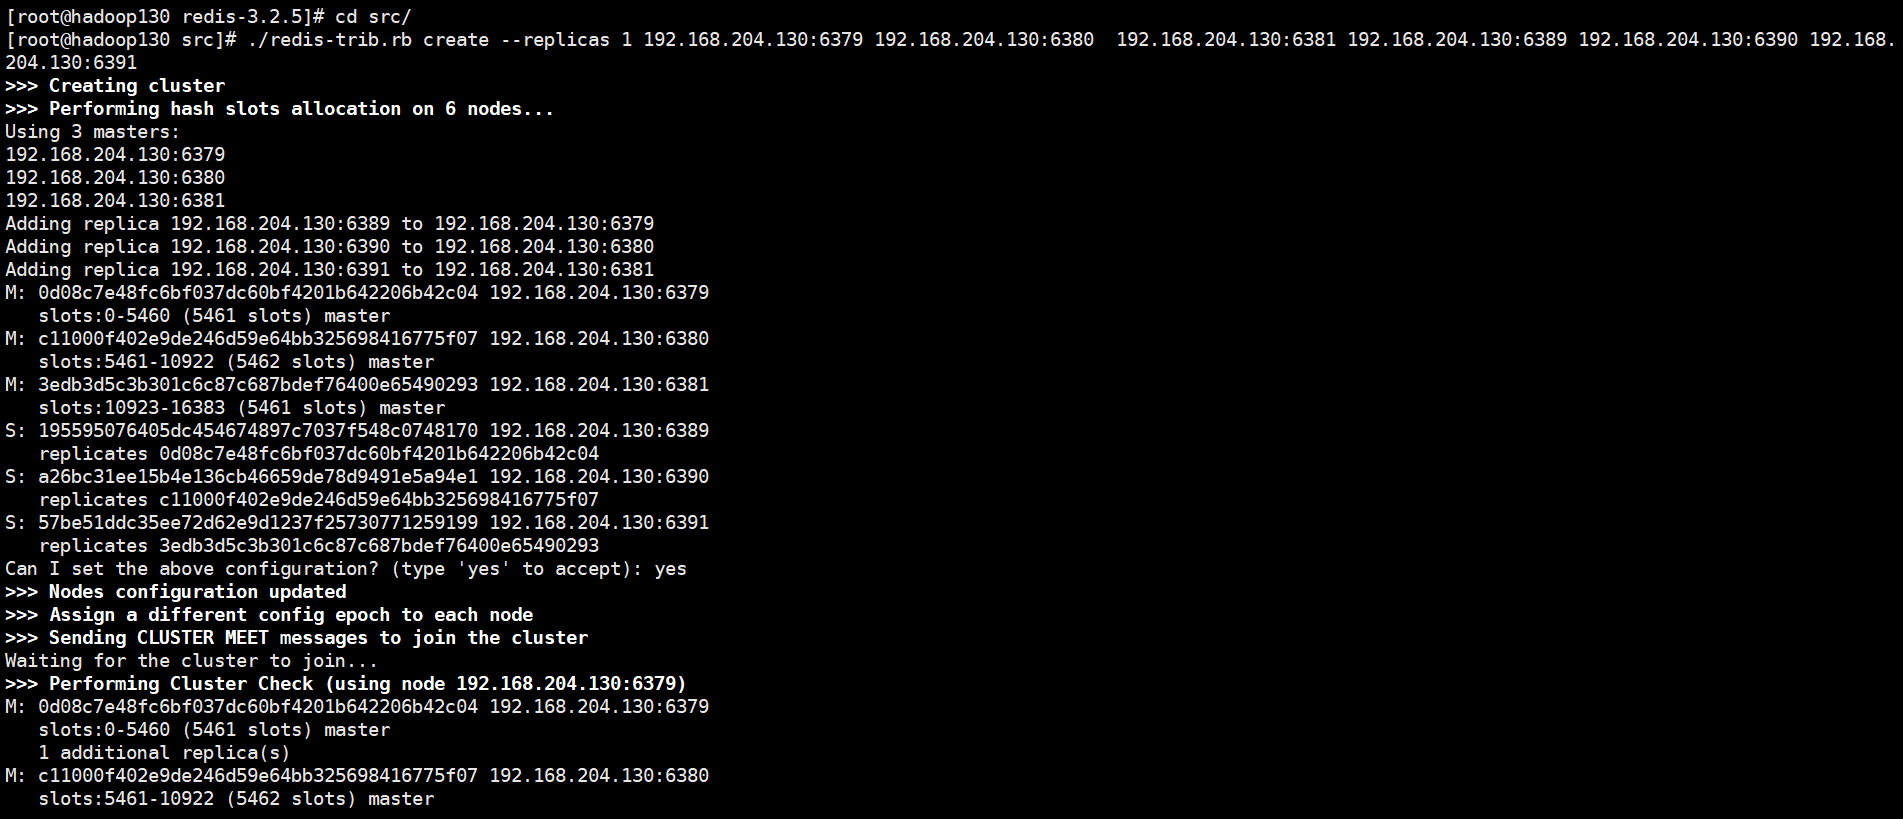 [root@hadoop130 redis-3.2.5]# cd src/
[root@hadoop130 src]# ./redis-trib.rb create --replicas 1 192.168.204.130:6379 192.168.204.130:6380  192.168.204.130:6381 192.168.204.130:6389 192.168.204.130:6390 192.168.
204.130:6391
>>> Creating cluster
>>> Performing hash slots allocation on 6 nodes...
Using 3 masters:
192.168.204.130:6379
192.168.204.130:6380
192.168.204.130:6381
Adding replica 192.168.204.130:6389 to 192.168.204.130:6379
Adding replica 192.168.204.130:6390 to 192.168.204.130:6380
Adding replica 192.168.204.130:6391 to 192.168.204.130:6381
M: 0d08c7e48fc6bf037dc60bf4201b642206b42c04 192.168.204.130:6379
   slots:0-5460 (5461 slots) master
M: c11000f402e9de246d59e64bb325698416775f07 192.168.204.130:6380
   slots:5461-10922 (5462 slots) master
M: 3edb3d5c3b301c6c87c687bdef76400e65490293 192.168.204.130:6381
   slots:10923-16383 (5461 slots) master
S: 195595076405dc454674897c7037f548c0748170 192.168.204.130:6389
   replicates 0d08c7e48fc6bf037dc60bf4201b642206b42c04
S: a26bc31ee15b4e136cb46659de78d9491e5a94e1 192.168.204.130:6390
   replicates c11000f402e9de246d59e64bb325698416775f07
S: 57be51ddc35ee72d62e9d1237f25730771259199 192.168.204.130:6391
   replicates 3edb3d5c3b301c6c87c687bdef76400e65490293
Can I set the above configuration? (type 'yes' to accept): yes
>>> Nodes configuration updated
>>> Assign a different config epoch to each node
>>> Sending CLUSTER MEET messages to join the cluster
Waiting for the cluster to join...
>>> Performing Cluster Check (using node 192.168.204.130:6379)
M: 0d08c7e48fc6bf037dc60bf4201b642206b42c04 192.168.204.130:6379
   slots:0-5460 (5461 slots) master
   1 additional replica(s)
M: c11000f402e9de246d59e64bb325698416775f07 192.168.204.130:6380
   slots:5461-10922 (5462 slots) master